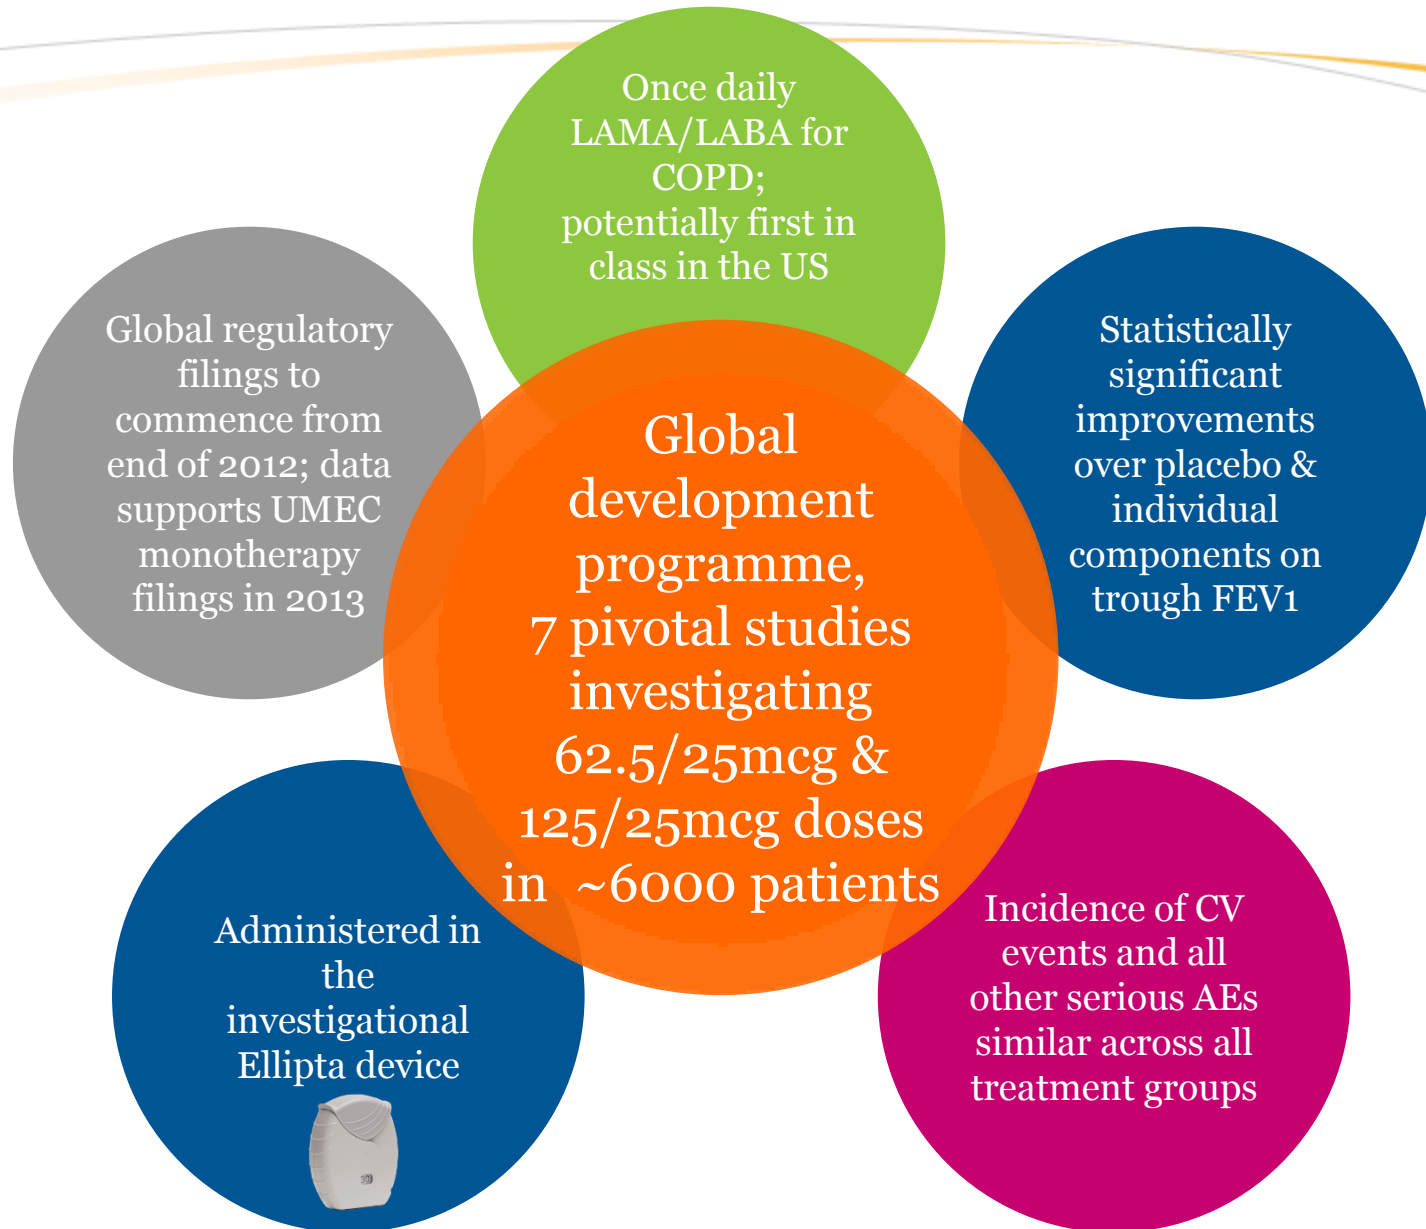 Once daily
LAMA/LABA for
COPD;
potentially first in
class in the US
Global regulatory
filings to
commence from
end of 2012; data
supports UMEC
monotherapy
filings in 2013
Statistically
significant
improvements
over placebo &
individual
components on
trough FEV1
Global
development
programme,
7 pivotal studies
investigating
62.5/25mcg &
125/25mcg doses
in ~6000 patients
Administered in
the
investigational
Ellipta device
Incidence of CV
events and all
other serious AEs
similar across all
treatment groups